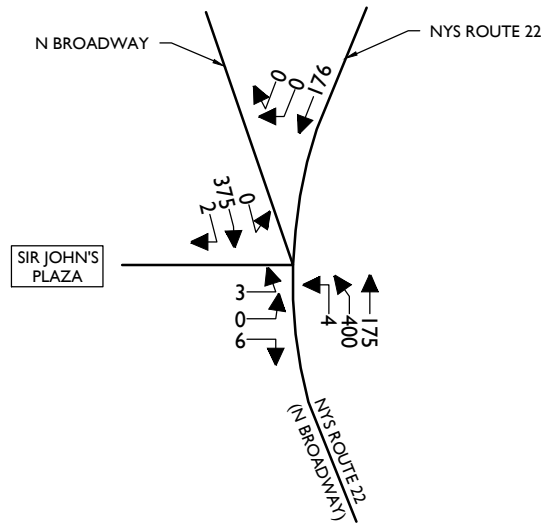 N BROADWAY
NYS ROUTE 22
0
0
176
0
375
2
SIR JOHN'S
PLAZA
3
0
6
4
400
175
NYS ROUTE 22
(N BROADWAY)